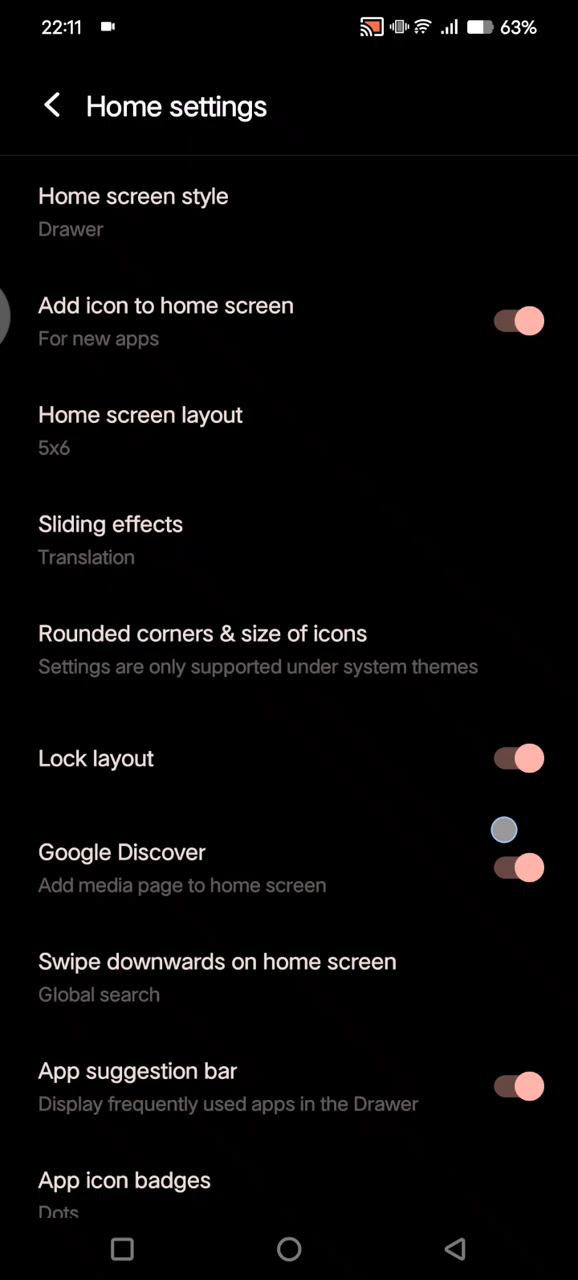 22:11
63%
Home settings
Home screen style
Drawer
Add icon to home screen
For new apps
Home screen layout
5x6
Sliding effects
Translation
Rounded corners & size of icons
Settings are only supported under system themes
Lock layout
Google Discover
Add media page to home screen
Swipe downwards on home screen
Global search
App suggestion bar
Display frequently used apps in the Drawer
App icon badges
Dots